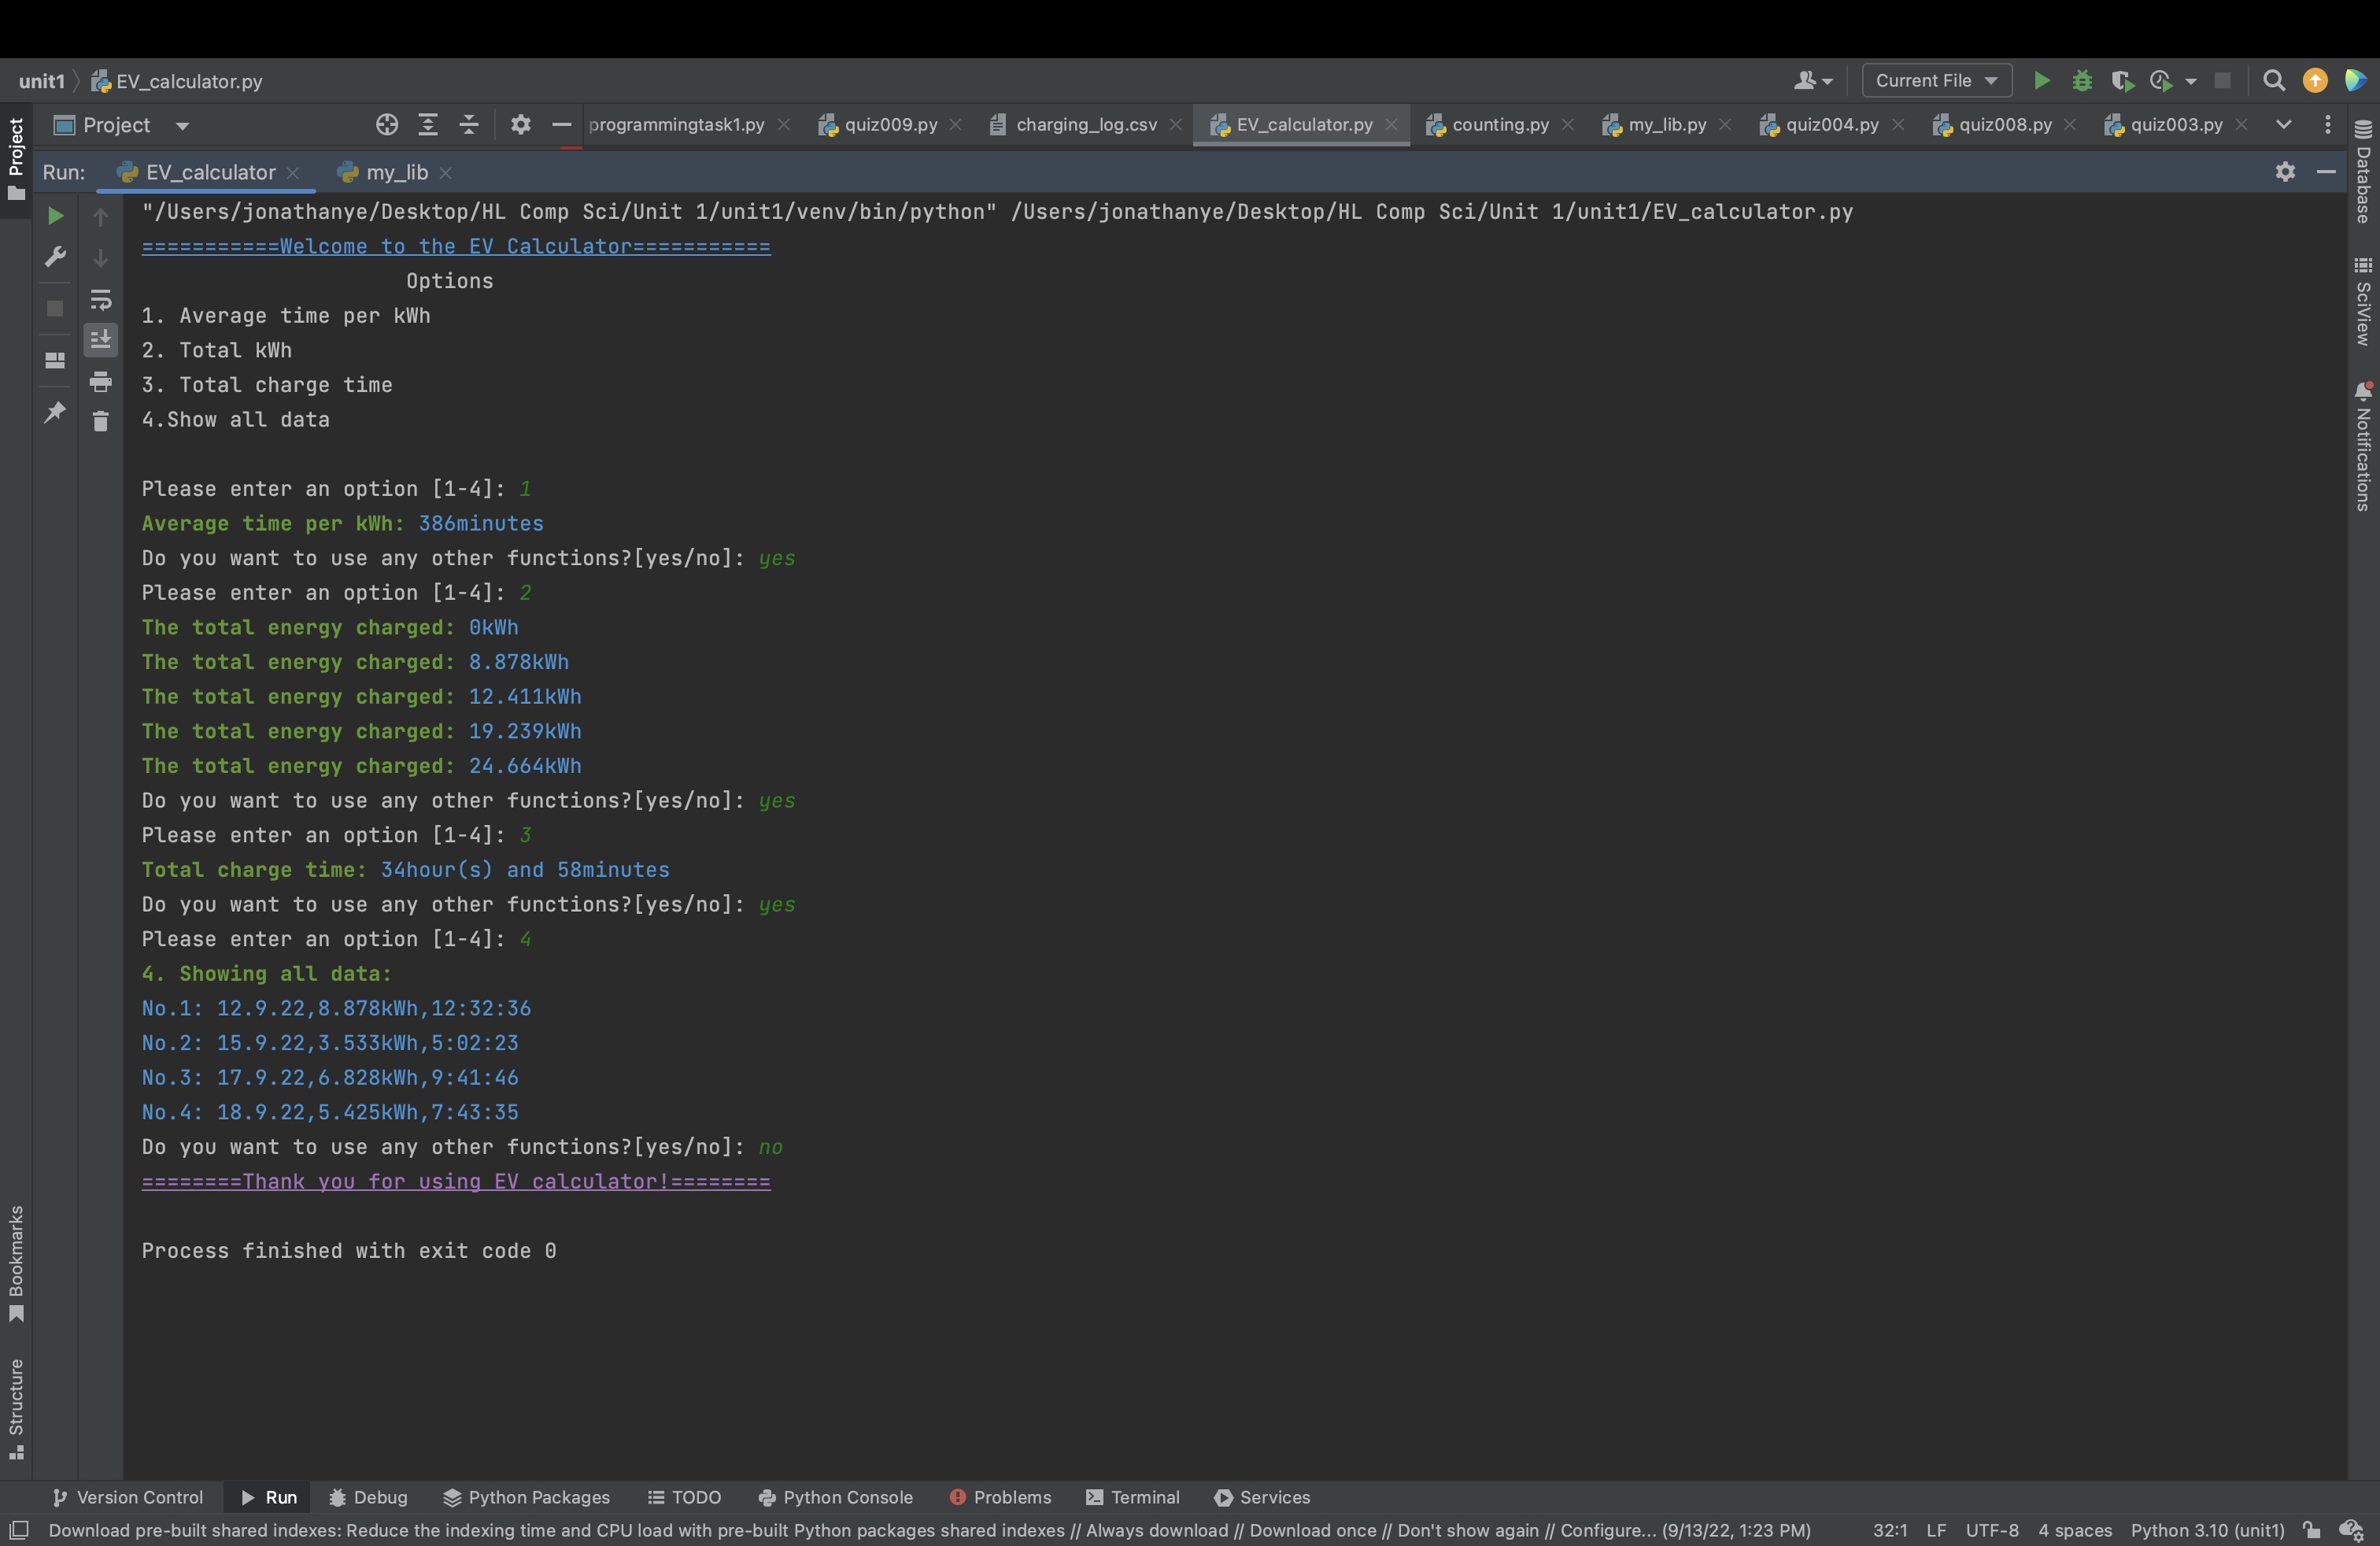 unit1 EV_calculator.py Current File
Project programmingtask1.py quiz009.py charging_log.csv EV_calculator.py counting.py my_lib.py quiz004.py quiz008.py quiz003.py
Run: EV_calculator my_lib
"/Users/jonathanye/Desktop/HL Comp Sci/Unit 1/unit1/venv/bin/python" /Users/jonathanye/Desktop/HL Comp Sci/Unit 1/unit1/EV_calculator.py
===========Welcome to the EV Calculator===========
Options
1. Average time per kWh
2. Total kWh
3. Total charge time
4.Show all data
Please enter an option [1-4]: 1
Average time per kWh: 386minutes
Do you want to use any other functions?[yes/no]: yes
Please enter an option [1-4]: 2
The total energy charged: 0kWh
The total energy charged: 8.878kWh
The total energy charged: 12.411kWh
The total energy charged: 19.239kWh
The total energy charged: 24.664kWh
Do you want to use any other functions?[yes/no]: yes
Please enter an option [1-4]: 3
Total charge time: 34hour(s) and 58minutes
Do you want to use any other functions?[yes/no]: yes
Please enter an option [1-4]: 4
4. Showing all data:
No.1: 12.9.22,8.878kWh,12:32:36
No.2: 15.9.22,3.533kWh,5:02:23
No.3: 17.9.22,6.828kWh,9:41:46
No.4: 18.9.22,5.425kWh,7:43:35
Do you want to use any other functions?[yes/no]: no
========Thank you for using EV calculator!========
Process finished with exit code 0
Project
Bookmarks
Structure
Database
SciView
Notifications
Version Control Run Debug Python Packages TODO Python Console Problems Terminal Services
Download pre-built shared indexes: Reduce the indexing time and CPU load with pre-built Python packages shared indexes // Always download // Download once // Don't show again // Configure... (9/13/22, 1:23 PM) 32:1 LF UTF-8 4 spaces Python 3.10 (unit1)